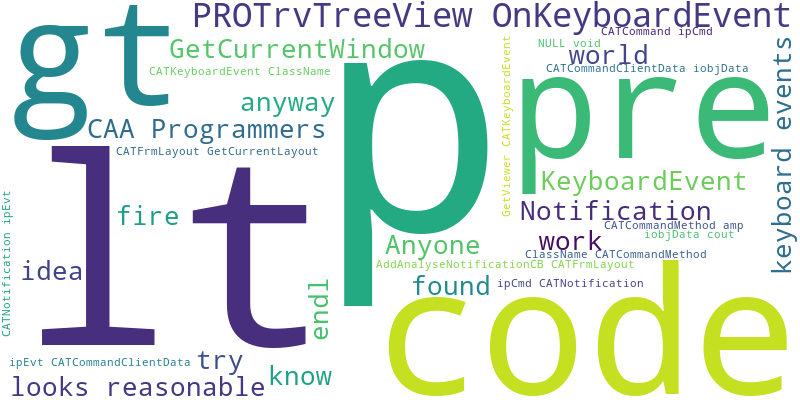 PROTrvTreeView OnKeyboardEvent
gt
CATCommand ipCmd
GetCurrentWindow
NULL void
world
CATKeyboardEvent ClassName
CATCommandClientData iobjData
anyway
p
pre
keyboard events
GetViewer CATKeyboardEvent
CAA Programmers
CATFrmLayout GetCurrentLayout
lt
KeyboardEvent
CATNotification ipEvt
fire
Notification
CATCommandMethod amp
work
iobjData cout
Anyone
ClassName CATCommandMethod
AddAnalyseNotificationCB CATFrmLayout
idea
endl
found
ipCmd CATNotification
code
ipEvt CATCommandClientData
try
know
looks reasonable